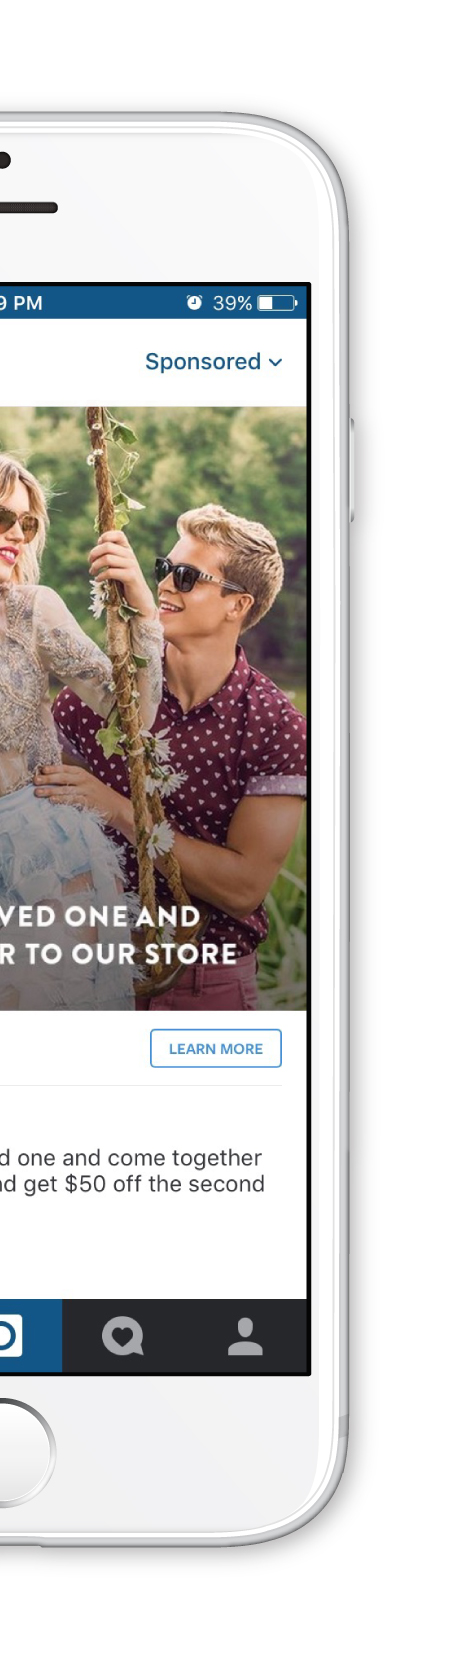 9 PM 39%
Sponsored
VED ONE AND
R TO OUR STORE
LEARN MORE
d one and come together
nd get $50 off the second